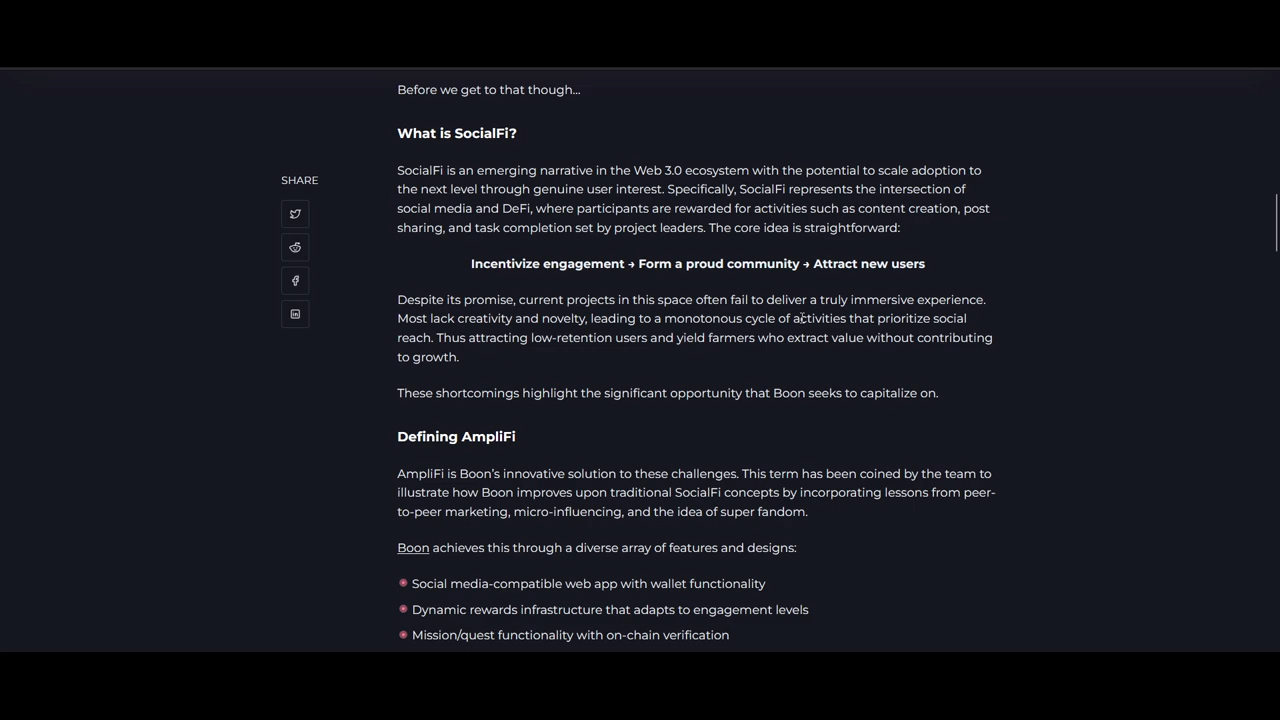 Before we get to that though...
What is SocialFi?
SHARE
SocialFi is an emerging narrative in the Web 3.0 ecosystem with the potential to scale adoption to
the next level through genuine user interest. Specifically, SocialFi represents the intersection of
social media and DeFi, where participants are rewarded for activities such as content creation, post
sharing, and task completion set by project leaders. The core idea is straightforward:
Incentivize engagement → Form a proud community → Attract new users
Despite its promise, current projects in this space often fail to deliver a truly immersive experience.
Most lack creativity and novelty, leading to a monotonous cycle of activities that prioritize social
reach. Thus attracting low-retention users and yield farmers who extract value without contributing
to growth.
These shortcomings highlight the significant opportunity that Boon seeks to capitalize on.
Defining AmpliFi
AmpliFi is Boon’s innovative solution to these challenges. This term has been coined by the team to
illustrate how Boon improves upon traditional SocialFi concepts by incorporating lessons from peer-
to-peer marketing, micro-influencing, and the idea of super fandom.
Boon achieves this through a diverse array of features and designs:
Social media-compatible web app with wallet functionality
Dynamic rewards infrastructure that adapts to engagement levels
Mission/quest functionality with on-chain verification